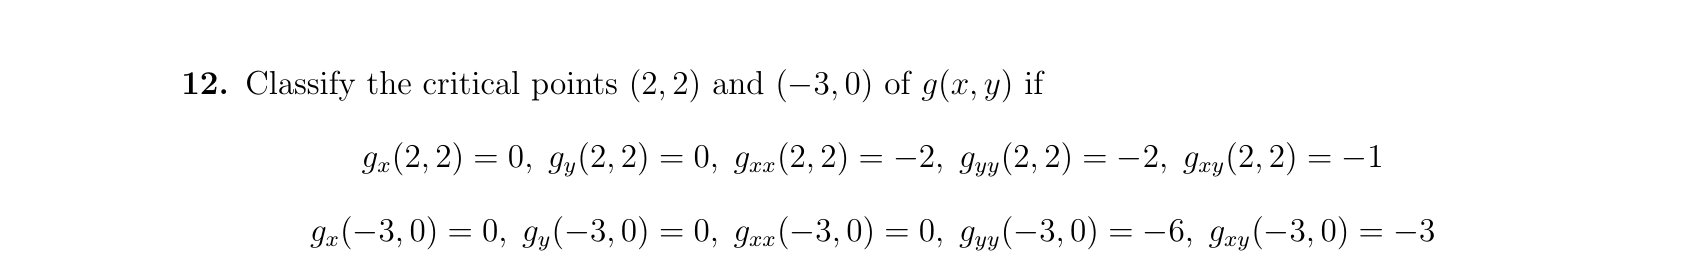 12. Classify the critical points (2, 2) and (−3, 0) of g(x, y) if
gₓ(2, 2) = 0, g_y(2, 2) = 0, gₓₓ(2, 2) = −2, g_yy(2, 2) = −2, g_xy(2, 2) = −1
gₓ(−3, 0) = 0, g_y(−3, 0) = 0, gₓₓ(−3, 0) = 0, g_yy(−3, 0) = −6, g_xy(−3, 0) = −3